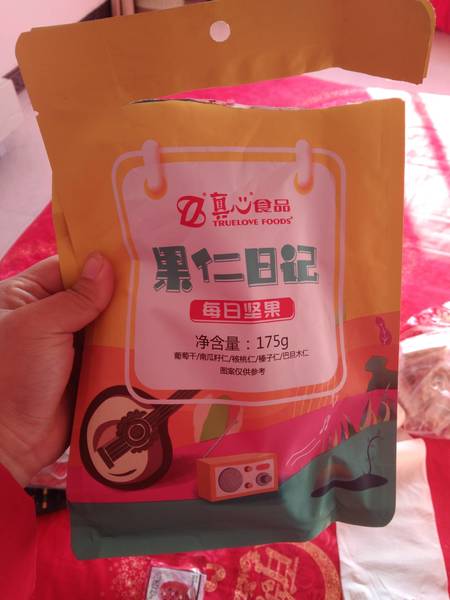 真心食品
TRUELOVE FOODS
果仁日记
每日坚果
净含量：175g
葡萄干/南瓜籽仁/核桃仁/榛子仁/巴旦木仁
图案仅供参考